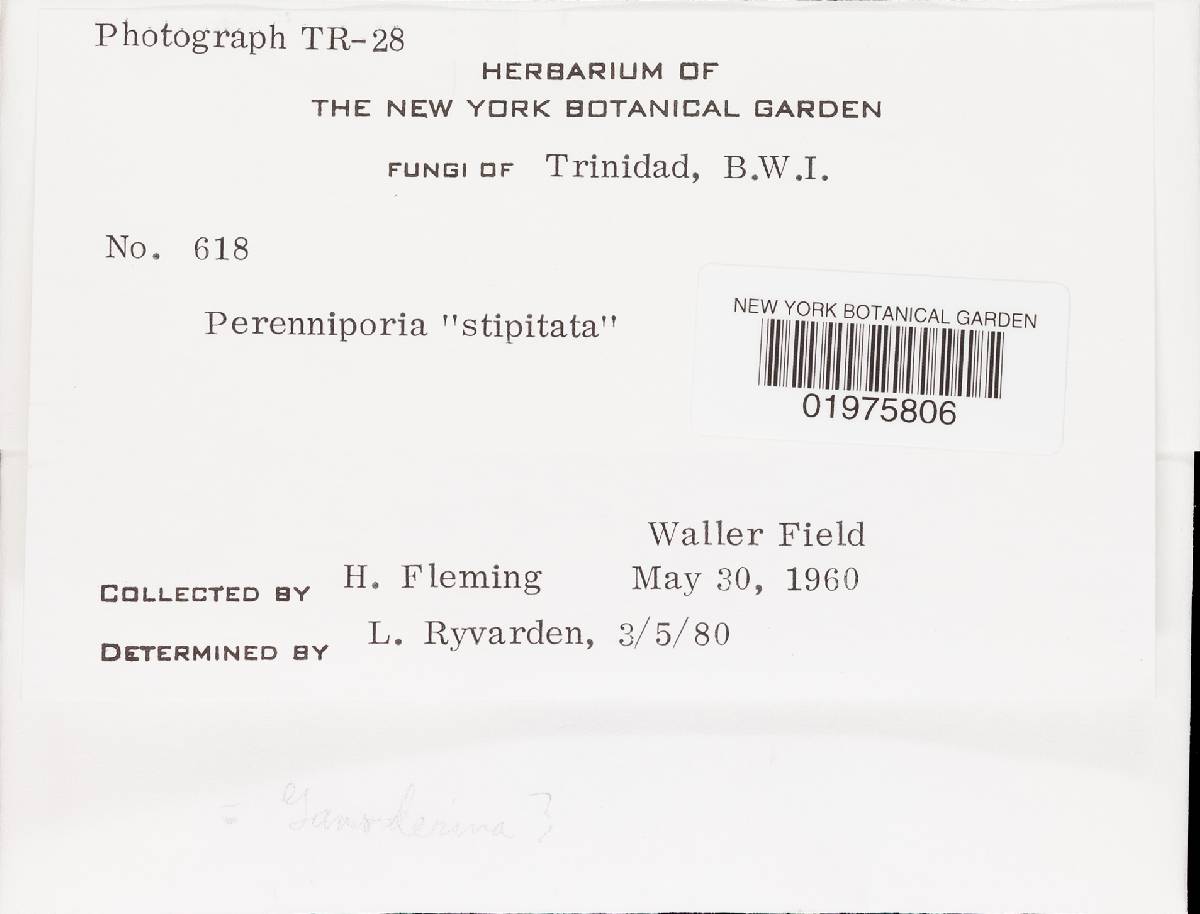 Photograph TR-28
HERBARIUM OF
THE NEW YORK BOTANICAL GARDEN
FUNGI OF Trinidad, B.W.I.
No. 618
Perenniporia "stipitata"
NEW YORK BOTANICAL GARDEN
01975806
Waller Field
COLLECTED BY H. Fleming May 30, 1960
DETERMINED BY L. Ryvarden, 3/5/80
= Ganoderma ?